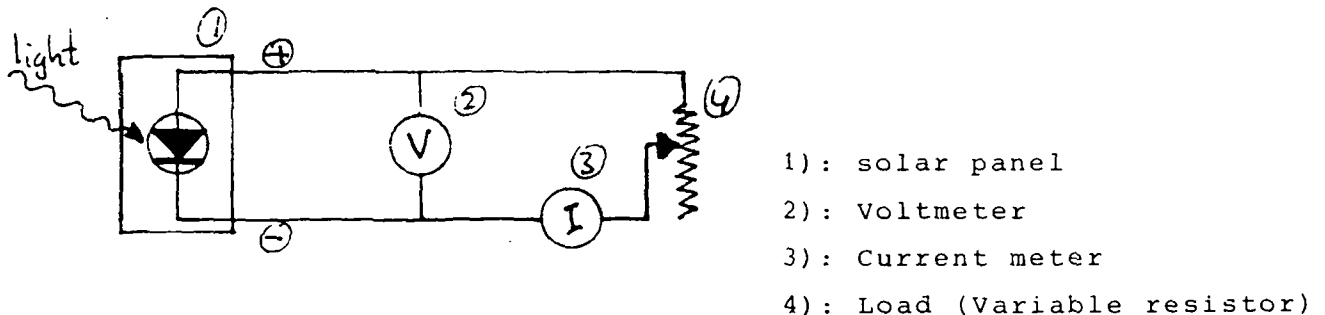 light
①
⊕
②
V
③
I
④
⊖
1): solar panel
2): Voltmeter
3): Current meter
4): Load (Variable resistor)